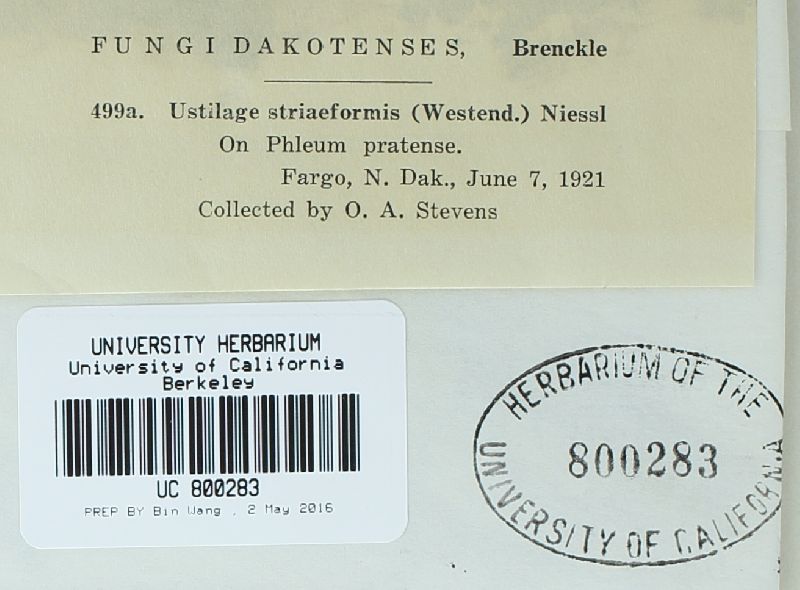 FUNGI DAKOTENSES, Brenckle
499a. Ustilage striaeformis (Westend.) Niessl
On Phleum pratense.
Fargo, N. Dak., June 7, 1921
Collected by O. A. Stevens
UNIVERSITY HERBARIUM
University of California
Berkeley
UC 800283
PREP BY Bin Wang , 2 May 2016
HERBARIUM OF THE
800283
UNIVERSITY OF CALIFORNIA